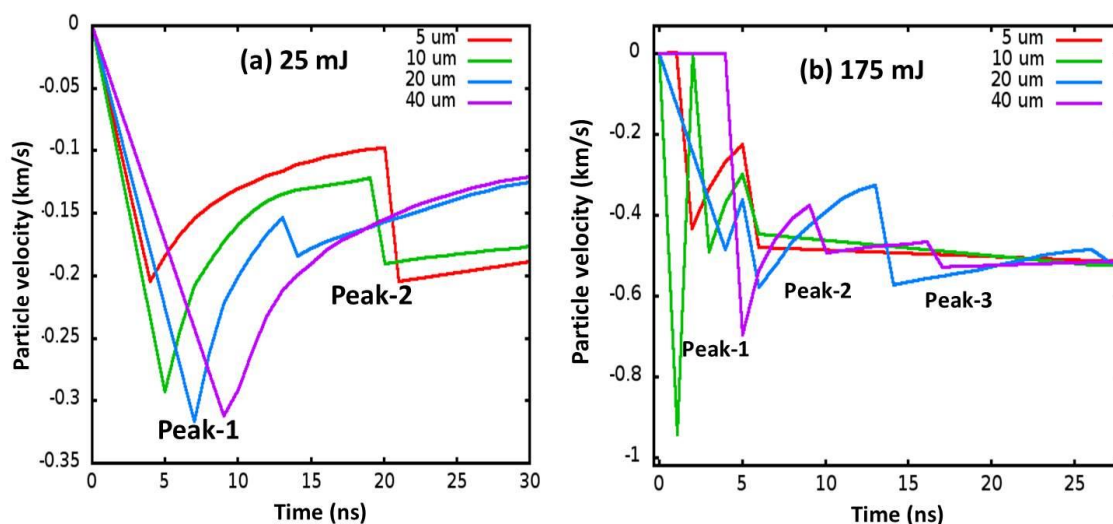 (a) 25 mJ
5 um
10 um
20 um
40 um
Peak-1
Peak-2
0
-0.05
-0.1
-0.15
-0.2
-0.25
-0.3
-0.35
Particle velocity (km/s)
0 5 10 15 20 25 30
Time (ns)
(b) 175 mJ
5 um
10 um
20 um
40 um
Peak-1
Peak-2
Peak-3
0
-0.2
-0.4
-0.6
-0.8
-1
Particle velocity (km/s)
0 5 10 15 20 25
Time (ns)